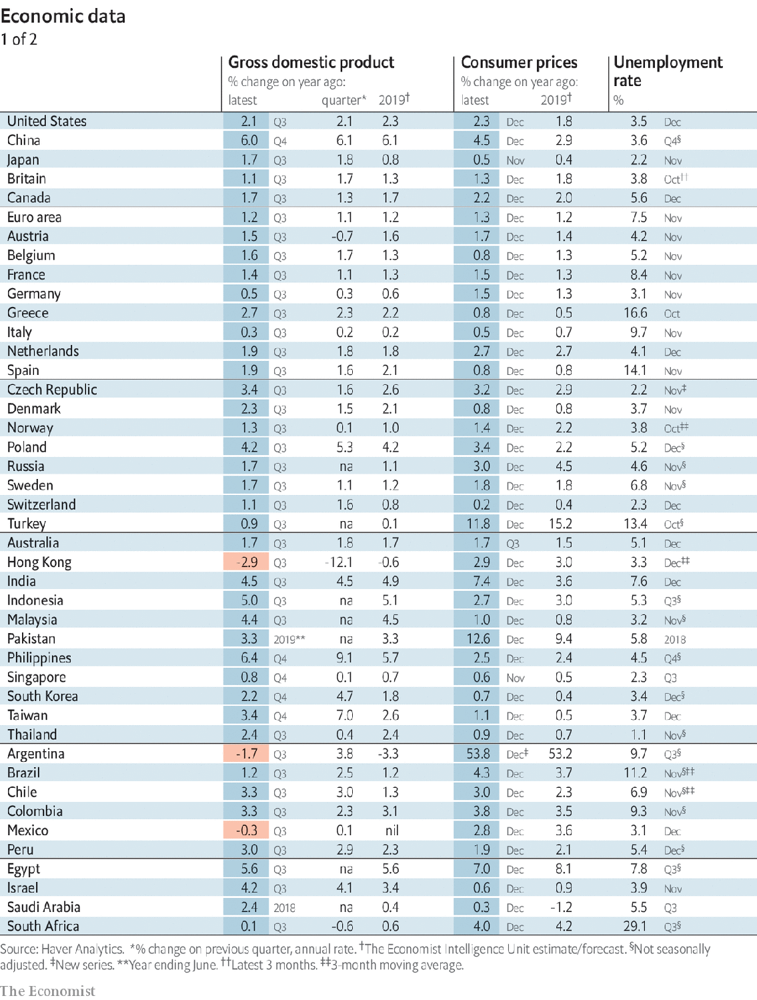 Economic data
1 of 2
Gross domestic product Consumer prices Unemployment
% change on year ago: % change on year ago: rate
latest quarter* 2019† latest 2019† %
United States 2.1 Q3 2.1 2.3 2.3 Dec 1.8 3.5 Dec
China 6.0 Q4 6.1 6.1 4.5 Dec 2.9 3.6 Q4§
Japan 1.7 Q3 1.8 0.8 0.5 Nov 0.4 2.2 Nov
Britain 1.1 Q3 1.7 1.3 1.3 Dec 1.8 3.8 Oct††
Canada 1.7 Q3 1.3 1.7 2.2 Dec 2.0 5.6 Dec
Euro area 1.2 Q3 1.1 1.2 1.3 Dec 1.2 7.5 Nov
Austria 1.5 Q3 -0.7 1.6 1.7 Dec 1.4 4.2 Nov
Belgium 1.6 Q3 1.7 1.3 0.8 Dec 1.3 5.2 Nov
France 1.4 Q3 1.1 1.3 1.5 Dec 1.3 8.4 Nov
Germany 0.5 Q3 0.3 0.6 1.5 Dec 1.3 3.1 Nov
Greece 2.7 Q3 2.3 2.2 0.8 Dec 0.5 16.6 Oct
Italy 0.3 Q3 0.2 0.2 0.5 Dec 0.7 9.7 Nov
Netherlands 1.9 Q3 1.8 1.8 2.7 Dec 2.7 4.1 Dec
Spain 1.9 Q3 1.6 2.1 0.8 Dec 0.8 14.1 Nov
Czech Republic 3.4 Q3 1.6 2.6 3.2 Dec 2.9 2.2 Nov‡
Denmark 2.3 Q3 1.5 2.1 0.8 Dec 0.8 3.7 Nov
Norway 1.3 Q3 0.1 1.0 1.4 Dec 2.2 3.8 Oct‡‡
Poland 4.2 Q3 5.3 4.2 3.4 Dec 2.2 5.2 Dec§
Russia 1.7 Q3 na 1.1 3.0 Dec 4.5 4.6 Nov§
Sweden 1.7 Q3 1.1 1.2 1.8 Dec 1.8 6.8 Nov§
Switzerland 1.1 Q3 1.6 0.8 0.2 Dec 0.4 2.3 Dec
Turkey 0.9 Q3 na 0.1 11.8 Dec 15.2 13.4 Oct§
Australia 1.7 Q3 1.8 1.7 1.7 Q3 1.5 5.1 Dec
Hong Kong -2.9 Q3 -12.1 -0.6 2.9 Dec 3.0 3.3 Dec‡‡
India 4.5 Q3 4.5 4.9 7.4 Dec 3.6 7.6 Dec
Indonesia 5.0 Q3 na 5.1 2.7 Dec 3.0 5.3 Q3§
Malaysia 4.4 Q3 na 4.5 1.0 Dec 0.8 3.2 Nov§
Pakistan 3.3 2019** na 3.3 12.6 Dec 9.4 5.8 2018
Philippines 6.4 Q4 9.1 5.7 2.5 Dec 2.4 4.5 Q4§
Singapore 0.8 Q4 0.1 0.7 0.6 Nov 0.5 2.3 Q3
South Korea 2.2 Q4 4.7 1.8 0.7 Dec 0.4 3.4 Dec§
Taiwan 3.4 Q4 7.0 2.6 1.1 Dec 0.5 3.7 Dec
Thailand 2.4 Q3 0.4 2.4 0.9 Dec 0.7 1.1 Nov§
Argentina -1.7 Q3 3.8 -3.3 53.8 Dec‡ 53.2 9.7 Q3§
Brazil 1.2 Q3 2.5 1.2 4.3 Dec 3.7 11.2 Nov§‡‡
Chile 3.3 Q3 3.0 1.3 3.0 Dec 2.3 6.9 Nov§‡‡
Colombia 3.3 Q3 2.3 3.1 3.8 Dec 3.5 9.3 Nov§
Mexico -0.3 Q3 0.1 nil 2.8 Dec 3.6 3.1 Dec
Peru 3.0 Q3 2.9 2.3 1.9 Dec 2.1 5.4 Dec§
Egypt 5.6 Q3 na 5.6 7.0 Dec 8.1 7.8 Q3§
Israel 4.2 Q3 4.1 3.4 0.6 Dec 0.9 3.9 Nov
Saudi Arabia 2.4 2018 na 0.4 0.3 Dec -1.2 5.5 Q3
South Africa 0.1 Q3 -0.6 0.6 4.0 Dec 4.2 29.1 Q3§
Source: Haver Analytics. *% change on previous quarter, annual rate. †The Economist Intelligence Unit estimate/forecast. §Not seasonally
adjusted. ‡New series. **Year ending June. ††Latest 3 months. ‡‡3-month moving average.
The Economist